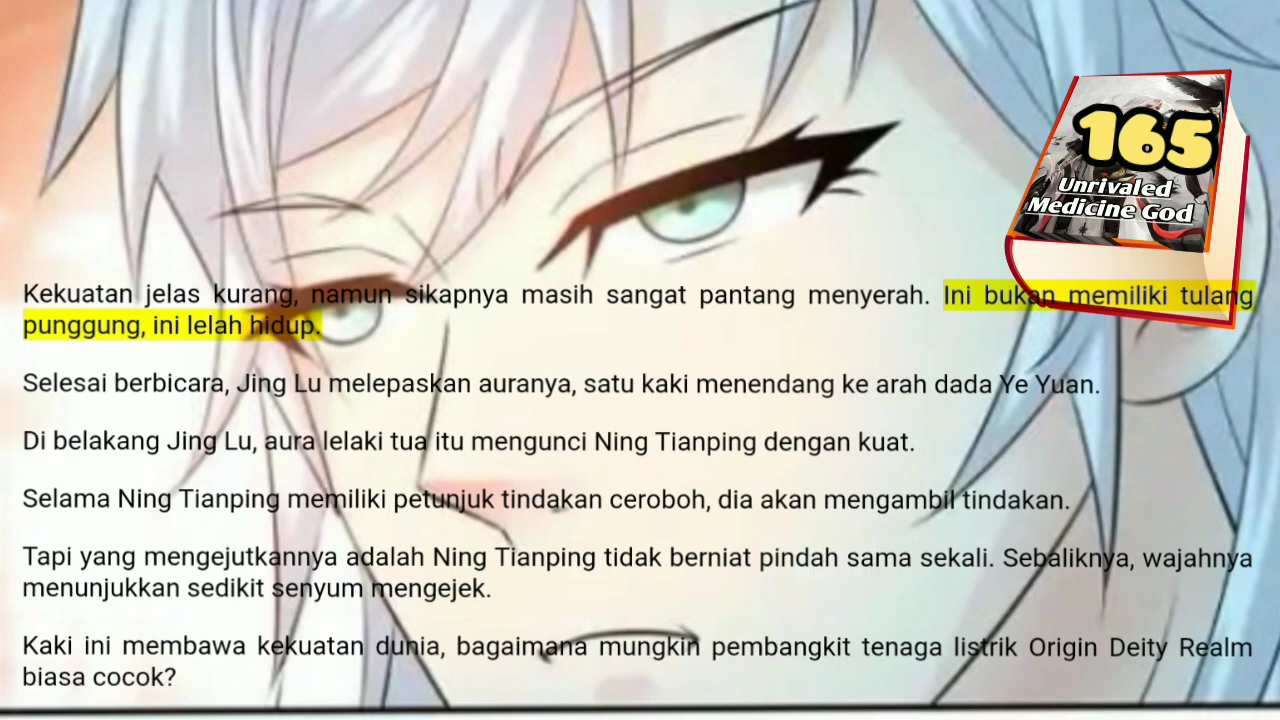 165
Unrivaled
Medicine God
Kekuatan jelas kurang, namun sikapnya masih sangat pantang menyerah. Ini bukan memiliki tulang
punggung, ini lelah hidup.
Selesai berbicara, Jing Lu melepaskan auranya, satu kaki menendang ke arah dada Ye Yuan.
Di belakang Jing Lu, aura lelaki tua itu mengunci Ning Tianping dengan kuat.
Selama Ning Tianping memiliki petunjuk tindakan ceroboh, dia akan mengambil tindakan.
Tapi yang mengejutkannya adalah Ning Tianping tidak berniat pindah sama sekali. Sebaliknya, wajahnya
menunjukkan sedikit senyum mengejek.
Kaki ini membawa kekuatan dunia, bagaimana mungkin pembangkit tenaga listrik Origin Deity Realm
biasa cocok?